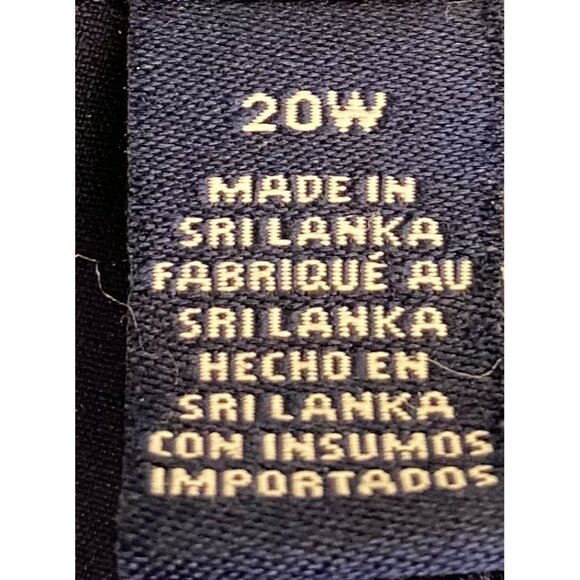 20W
MADE IN
SRI LANKA
FABRIQUÉ AU
SRI LANKA
HECHO EN
SRI LANKA
CON INSUMOS
IMPORTADOS